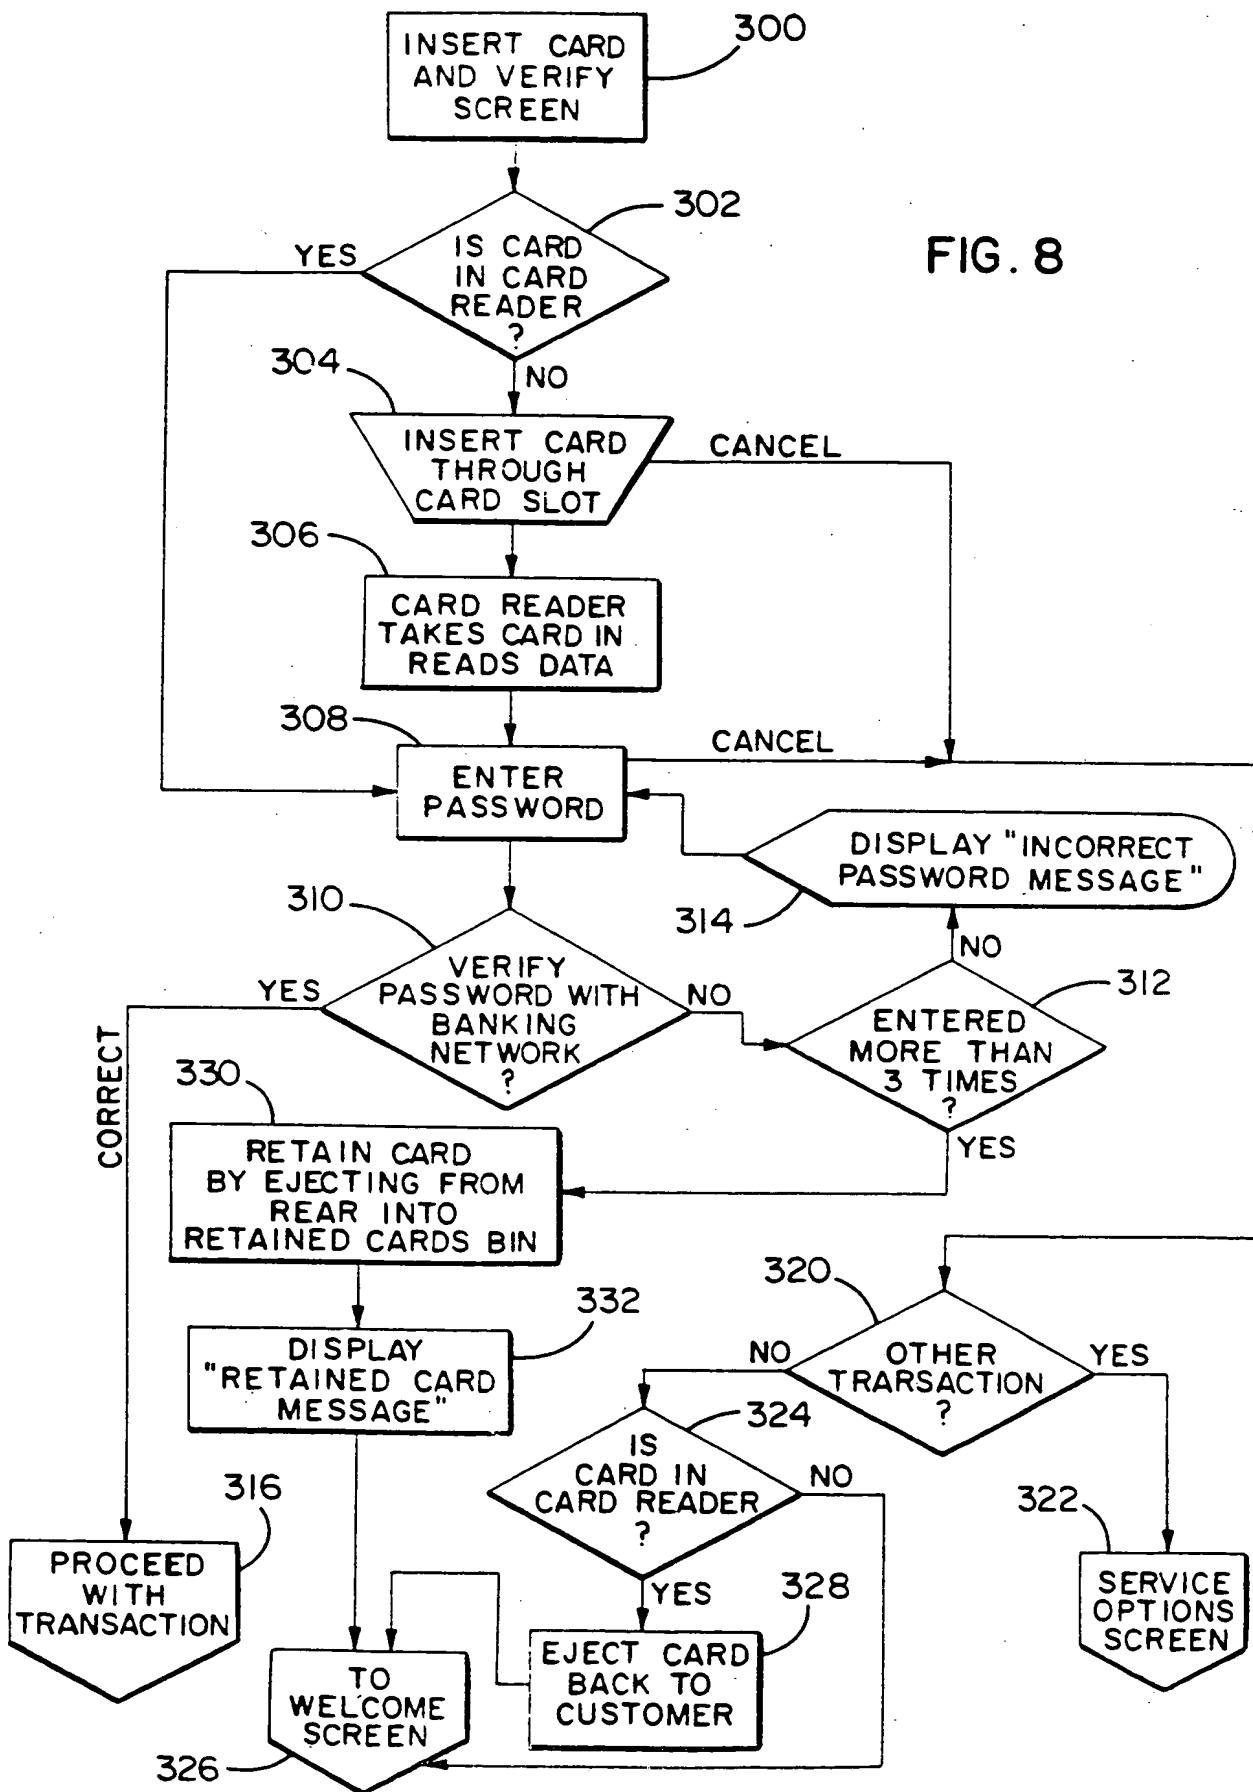 300
INSERT CARD
AND VERIFY
SCREEN
302
FIG. 8
YES
IS CARD
IN CARD
READER
?
304
NO
INSERT CARD
THROUGH
CARD SLOT
CANCEL
306
CARD READER
TAKES CARD IN
READS DATA
308
CANCEL
ENTER
PASSWORD
DISPLAY "INCORRECT
PASSWORD MESSAGE"
310
314
NO
YES
VERIFY
PASSWORD WITH
BANKING
NETWORK
?
NO
312
ENTERED
MORE THAN
3 TIMES
?
CORRECT
330
YES
RETAIN CARD
BY EJECTING FROM
REAR INTO
RETAINED CARDS BIN
320
332
DISPLAY
"RETAINED CARD
MESSAGE"
NO
OTHER
TRARSACTION
?
YES
324
IS
CARD IN
CARD READER
?
NO
316
322
PROCEED
WITH
TRANSACTION
YES
328
SERVICE
OPTIONS
SCREEN
TO
WELCOME
SCREEN
EJECT CARD
BACK TO
CUSTOMER
326